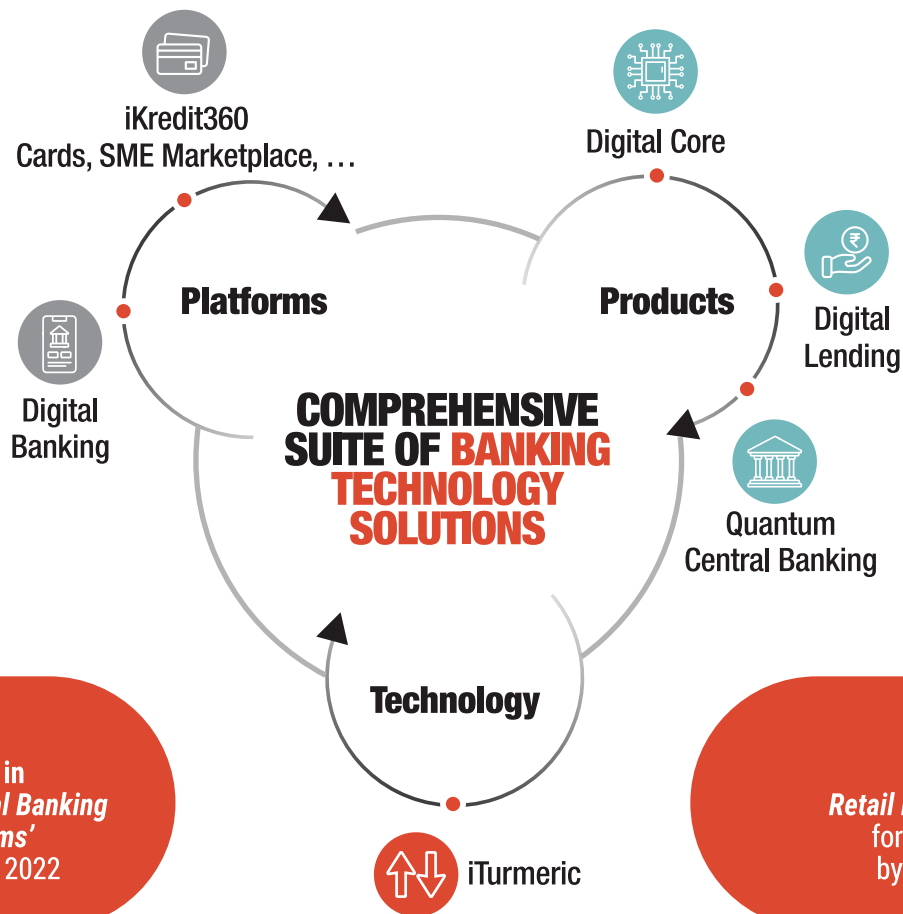 iKredit360
Cards, SME Marketplace, ...
Digital Core
Platforms
Products
Digital
Lending
Digital
Banking
COMPREHENSIVE
SUITE OF BANKING
TECHNOLOGY
SOLUTIONS
Quantum
Central Banking
Technology
in
Banking
2022
Retail
for
by
iTurmeric
₹